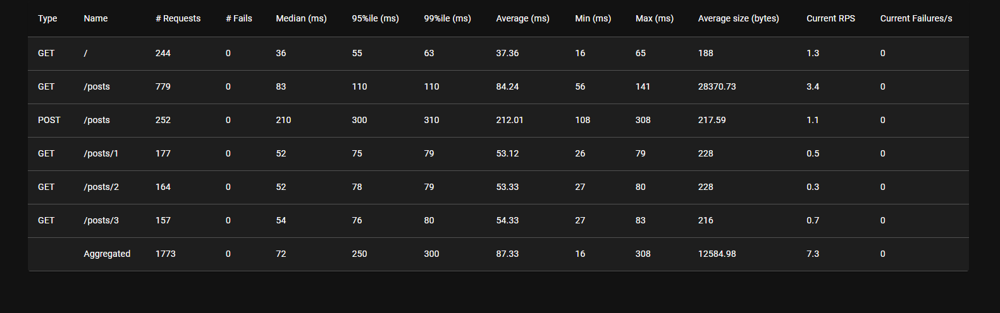 Type Name # Requests # Fails Median (ms) 95%ile (ms) 99%ile (ms) Average (ms) Min (ms) Max (ms) Average size (bytes) Current RPS Current Failures/s
GET / 244 0 36 55 63 37.36 16 65 188 1.3 0
GET /posts 779 0 83 110 110 84.24 56 141 28370.73 3.4 0
POST /posts 252 0 210 300 310 212.01 108 308 217.59 1.1 0
GET /posts/1 177 0 52 75 79 53.12 26 79 228 0.5 0
GET /posts/2 164 0 52 78 79 53.33 27 80 228 0.3 0
GET /posts/3 157 0 54 76 80 54.33 27 83 216 0.7 0
Aggregated 1773 0 72 250 300 87.33 16 308 12584.98 7.3 0